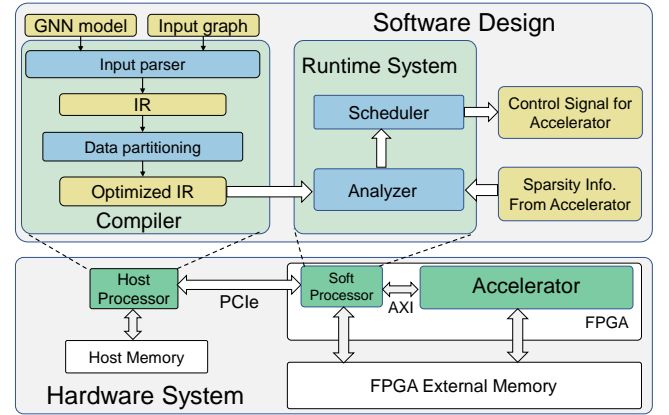 GNN model
Input graph
Software Design
Input parser
IR
Data partitioning
Optimized IR
Compiler
Runtime System
Scheduler
Analyzer
Control Signal for
Accelerator
Sparsity Info.
From Accelerator
Host
Processor
PCIe
Soft
Processor
AXI
Accelerator
FPGA
Host Memory
FPGA External Memory
Hardware System